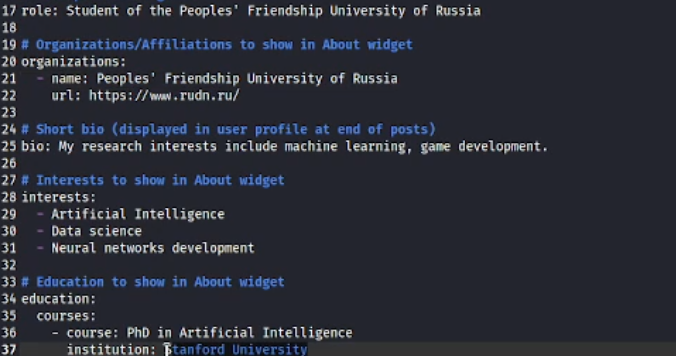 17 role: Student of the Peoples' Friendship University of Russia
18
19 # Organizations/Affiliations to show in About widget
20 organizations:
21   - name: Peoples' Friendship University of Russia
22     url: https://www.rudn.ru/
23
24 # Short bio (displayed in user profile at end of posts)
25 bio: My research interests include machine learning, game development.
26
27 # Interests to show in About widget
28 interests:
29   - Artificial Intelligence
30   - Data science
31   - Neural networks development
32
33 # Education to show in About widget
34 education:
35   courses:
36     - course: PhD in Artificial Intelligence
37       institution: Stanford University